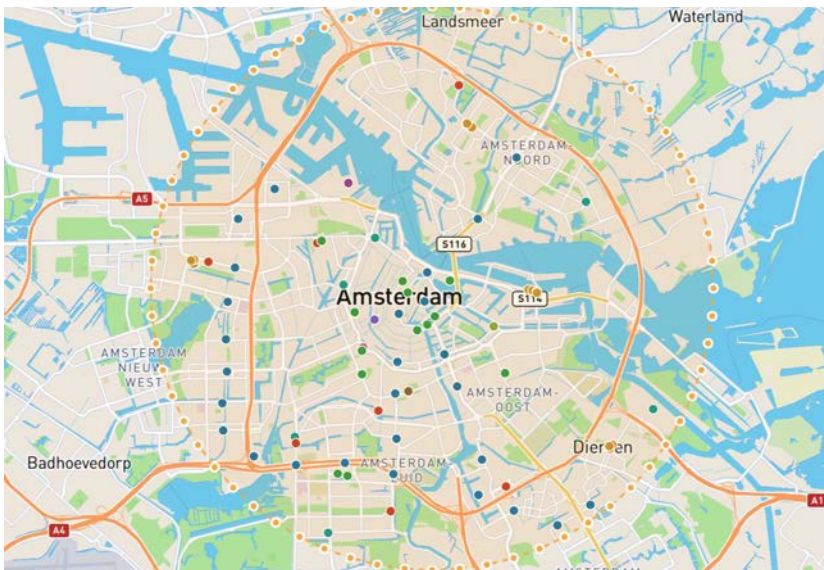 Landsmeer
Waterland
AMSTERDAM-
NOORD
A5
S116
Amsterdam
S114
AMSTERDAM
NIEUW
WEST
AMSTERDAM-
OOST
Badhoevedorp
AMSTERDAM
ZUID
Diemen
A4
A1